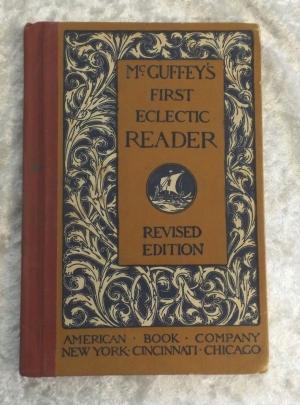 McGUFFEY'S
FIRST
ECLECTIC
READER
REVISED
EDITION
AMERICAN · BOOK · COMPANY
NEW YORK · CINCINNATI · CHICAGO